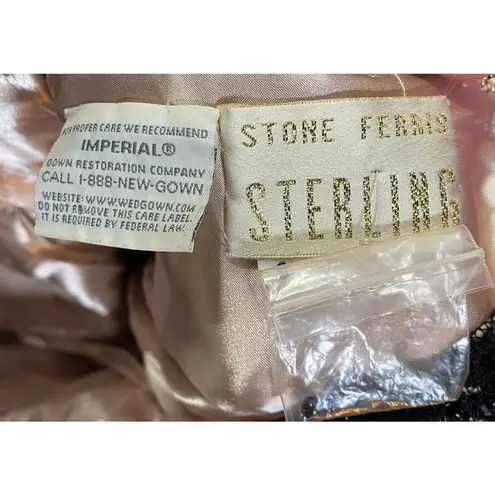 FOR PROPER CARE WE RECOMMEND
IMPERIAL®
GOWN RESTORATION COMPANY
CALL 1-888-NEW-GOWN
WEBSITE: WWW.WEDGOWN.COM
DO NOT REMOVE THIS CARE LABEL.
IT IS REQUIRED BY FEDERAL LAW.
STONE FERRIS
STERLING